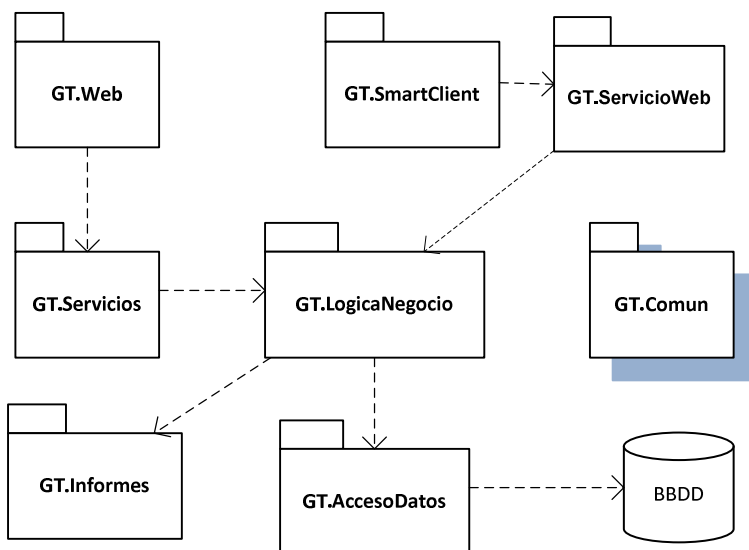 GT.Web
GT.SmartClient
GT.ServicioWeb
GT.Servicios
GT.LogicaNegocio
GT.Comun
GT.Informes
GT.AccesoDatos
BBDD